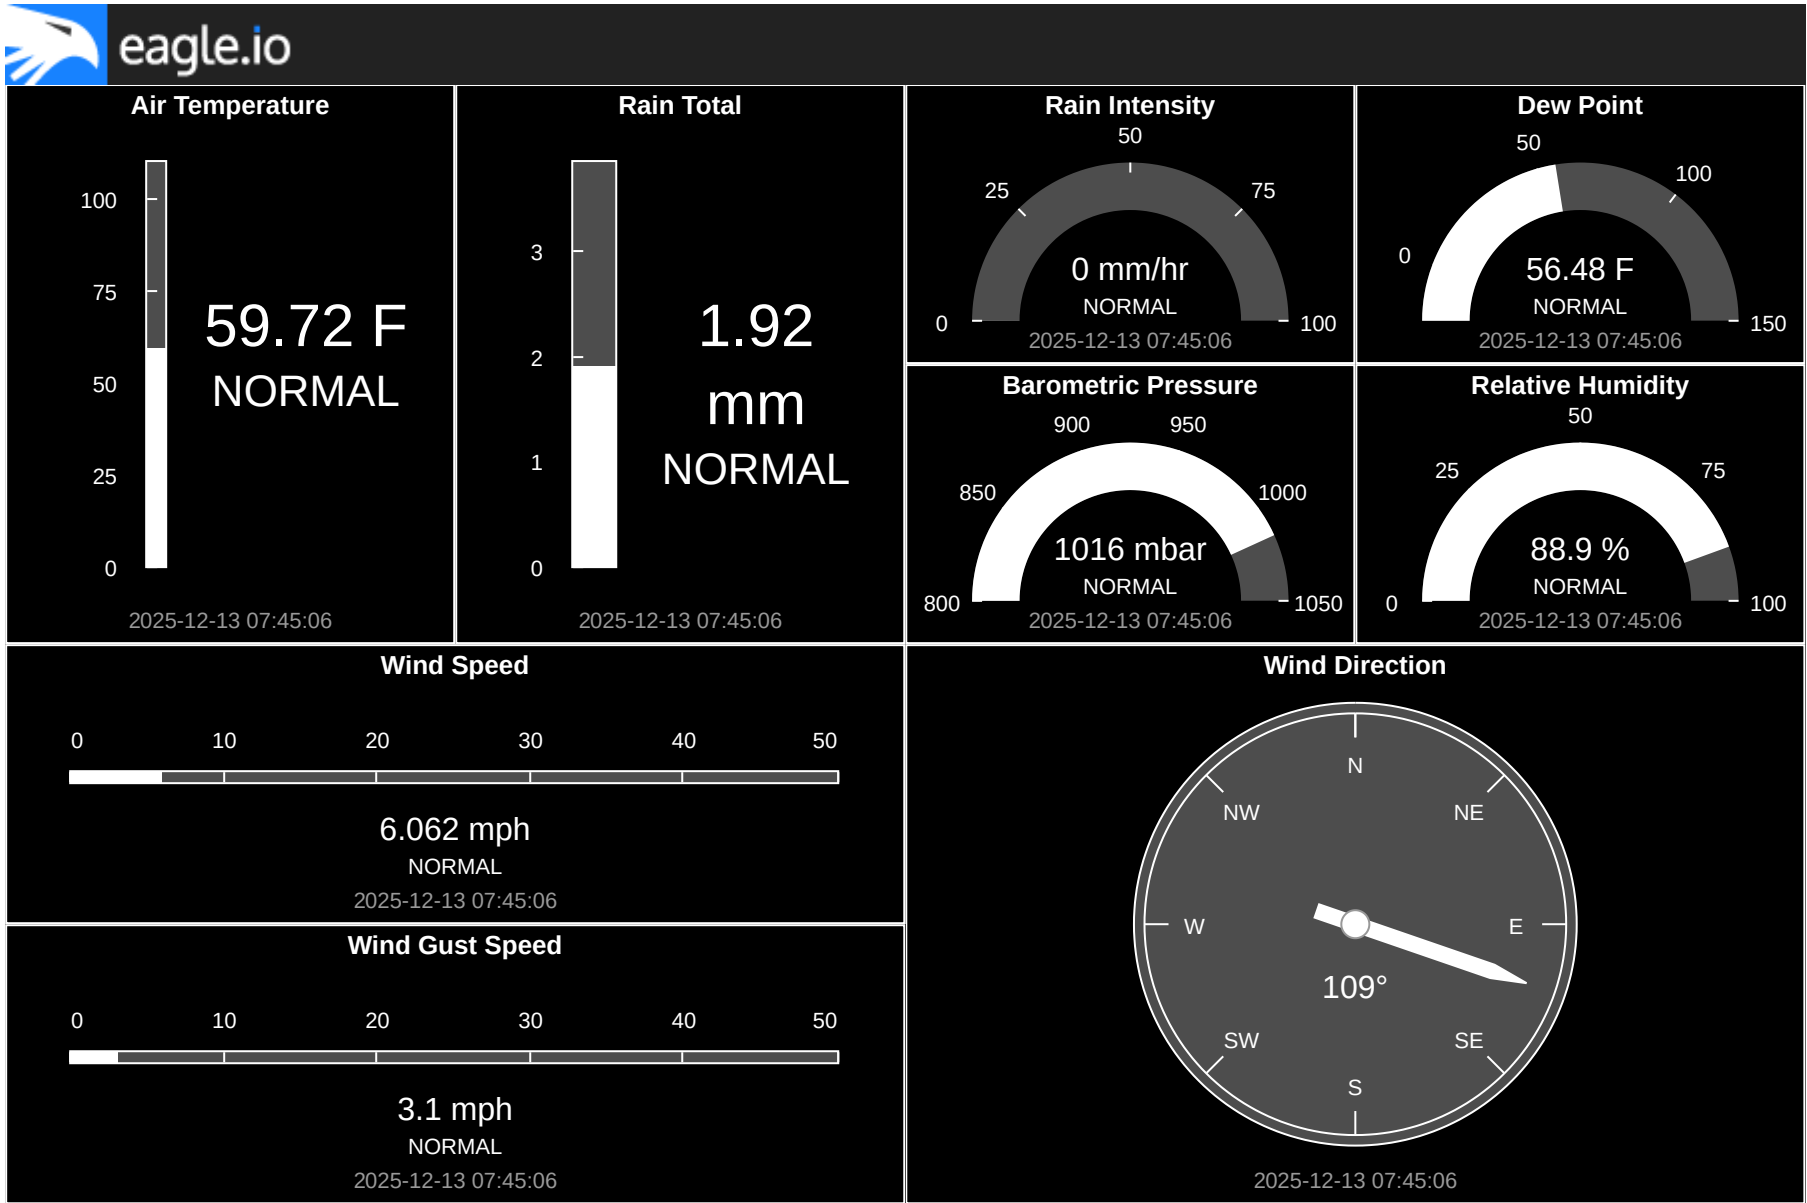 eagle.io
Air Temperature
100
75
50
25
0
59.72 F
NORMAL
2025-12-13 07:45:06
Rain Total
3
2
1
0
1.92
mm
NORMAL
2025-12-13 07:45:06
Rain Intensity
0
25
50
75
100
0 mm/hr
NORMAL
2025-12-13 07:45:06
Dew Point
0
50
100
150
56.48 F
NORMAL
2025-12-13 07:45:06
Barometric Pressure
800
850
900
950
1000
1050
1016 mbar
NORMAL
2025-12-13 07:45:06
Relative Humidity
0
25
50
75
100
88.9 %
NORMAL
2025-12-13 07:45:06
Wind Speed
0 10 20 30 40 50
6.062 mph
NORMAL
2025-12-13 07:45:06
Wind Gust Speed
0 10 20 30 40 50
3.1 mph
NORMAL
2025-12-13 07:45:06
Wind Direction
N
NW NE
W E
109°
SW SE
S
2025-12-13 07:45:06